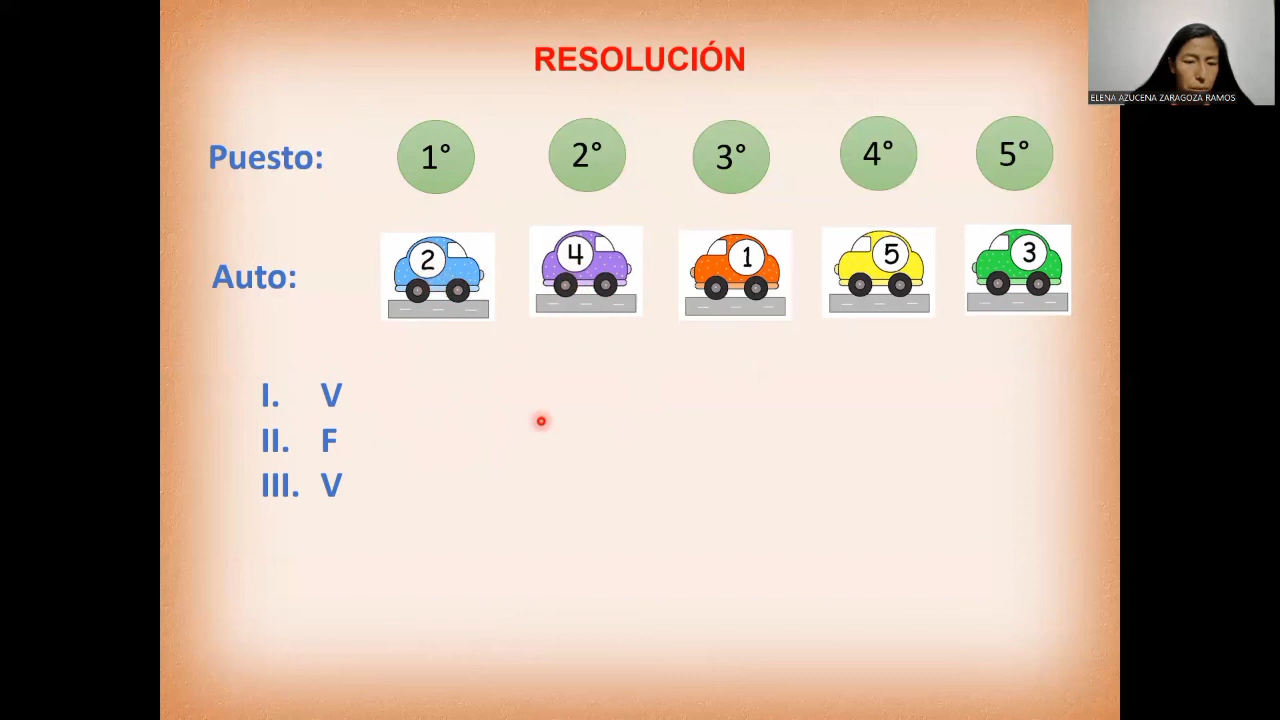 RESOLUCIÓN
ELENA AZUCENA ZARAGOZA RAMOS
Puesto: 1° 2° 3° 4° 5°
Auto: 2 4 1 5 3
I. V
II. F
III. V